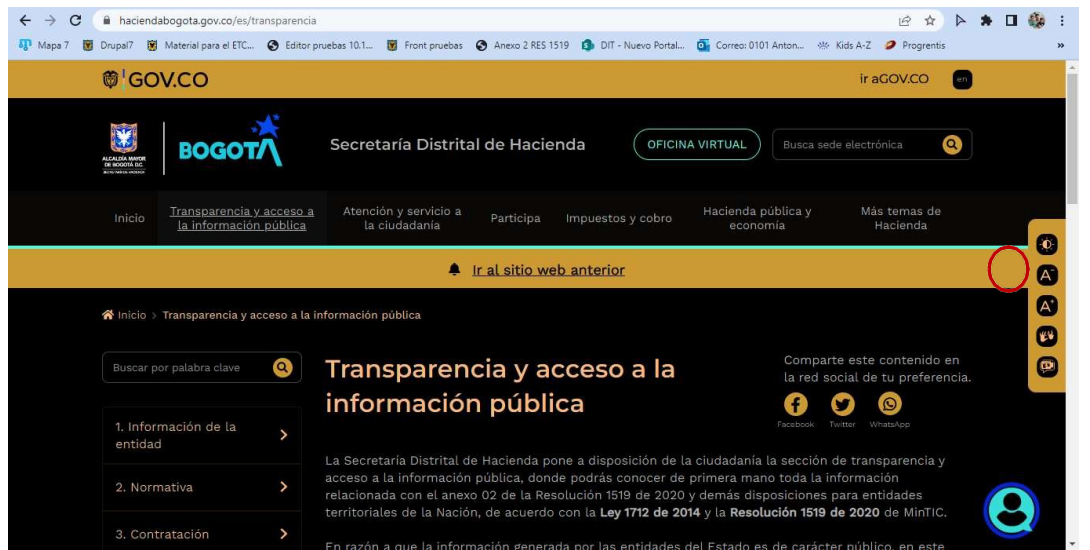 haciendabogota.gov.co/es/transparencia
Mapa 7 Drupal7 Material para el ETC... Editor pruebas 10.1... Front pruebas Anexo 2 RES 1519 DIT - Nuevo Portal... Correo: 0101 Anton... Kids A-Z Progrentis »
GOV.CO ir aGOV.CO en
ALCALDÍA MAYOR
DE BOGOTÁ D.C.
BOGOTÁ
Secretaría Distrital de Hacienda
OFICINA VIRTUAL
Busca sede electrónica
Inicio
Transparencia y acceso a
la información pública
Atención y servicio a
la ciudadanía
Participa
Impuestos y cobro
Hacienda pública y
economía
Más temas de
Hacienda
Ir al sitio web anterior
A-
A+
Inicio > Transparencia y acceso a la información pública
Buscar por palabra clave
1. Información de la
entidad
2. Normativa
3. Contratación
Transparencia y acceso a la
información pública
Comparte este contenido en
la red social de tu preferencia.
Facebook Twitter WhatsApp
La Secretaría Distrital de Hacienda pone a disposición de la ciudadanía la sección de transparencia y
acceso a la información pública, donde podrás conocer de primera mano toda la información
relacionada con el anexo 02 de la Resolución 1519 de 2020 y demás disposiciones para entidades
territoriales de la Nación, de acuerdo con la Ley 1712 de 2014 y la Resolución 1519 de 2020 de MinTIC.
En razón a que la información generada por las entidades del Estado es de carácter público, en este